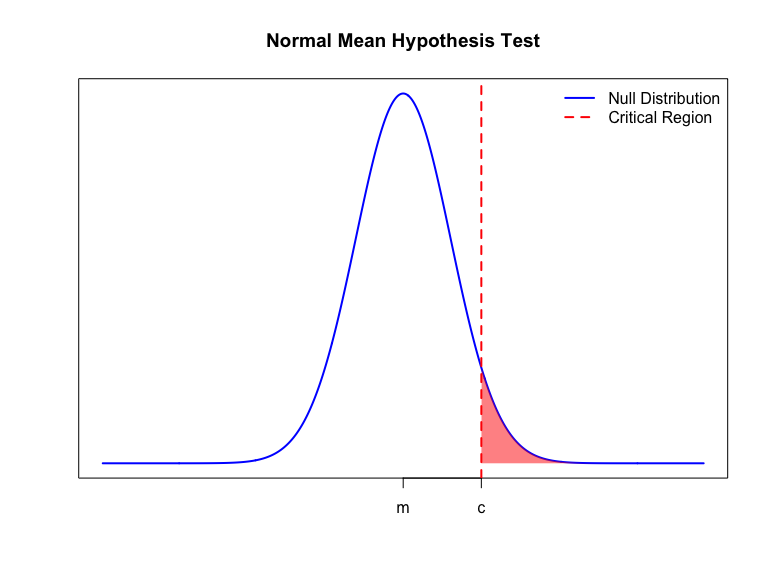 Normal Mean Hypothesis Test
Null Distribution
Critical Region
m
c